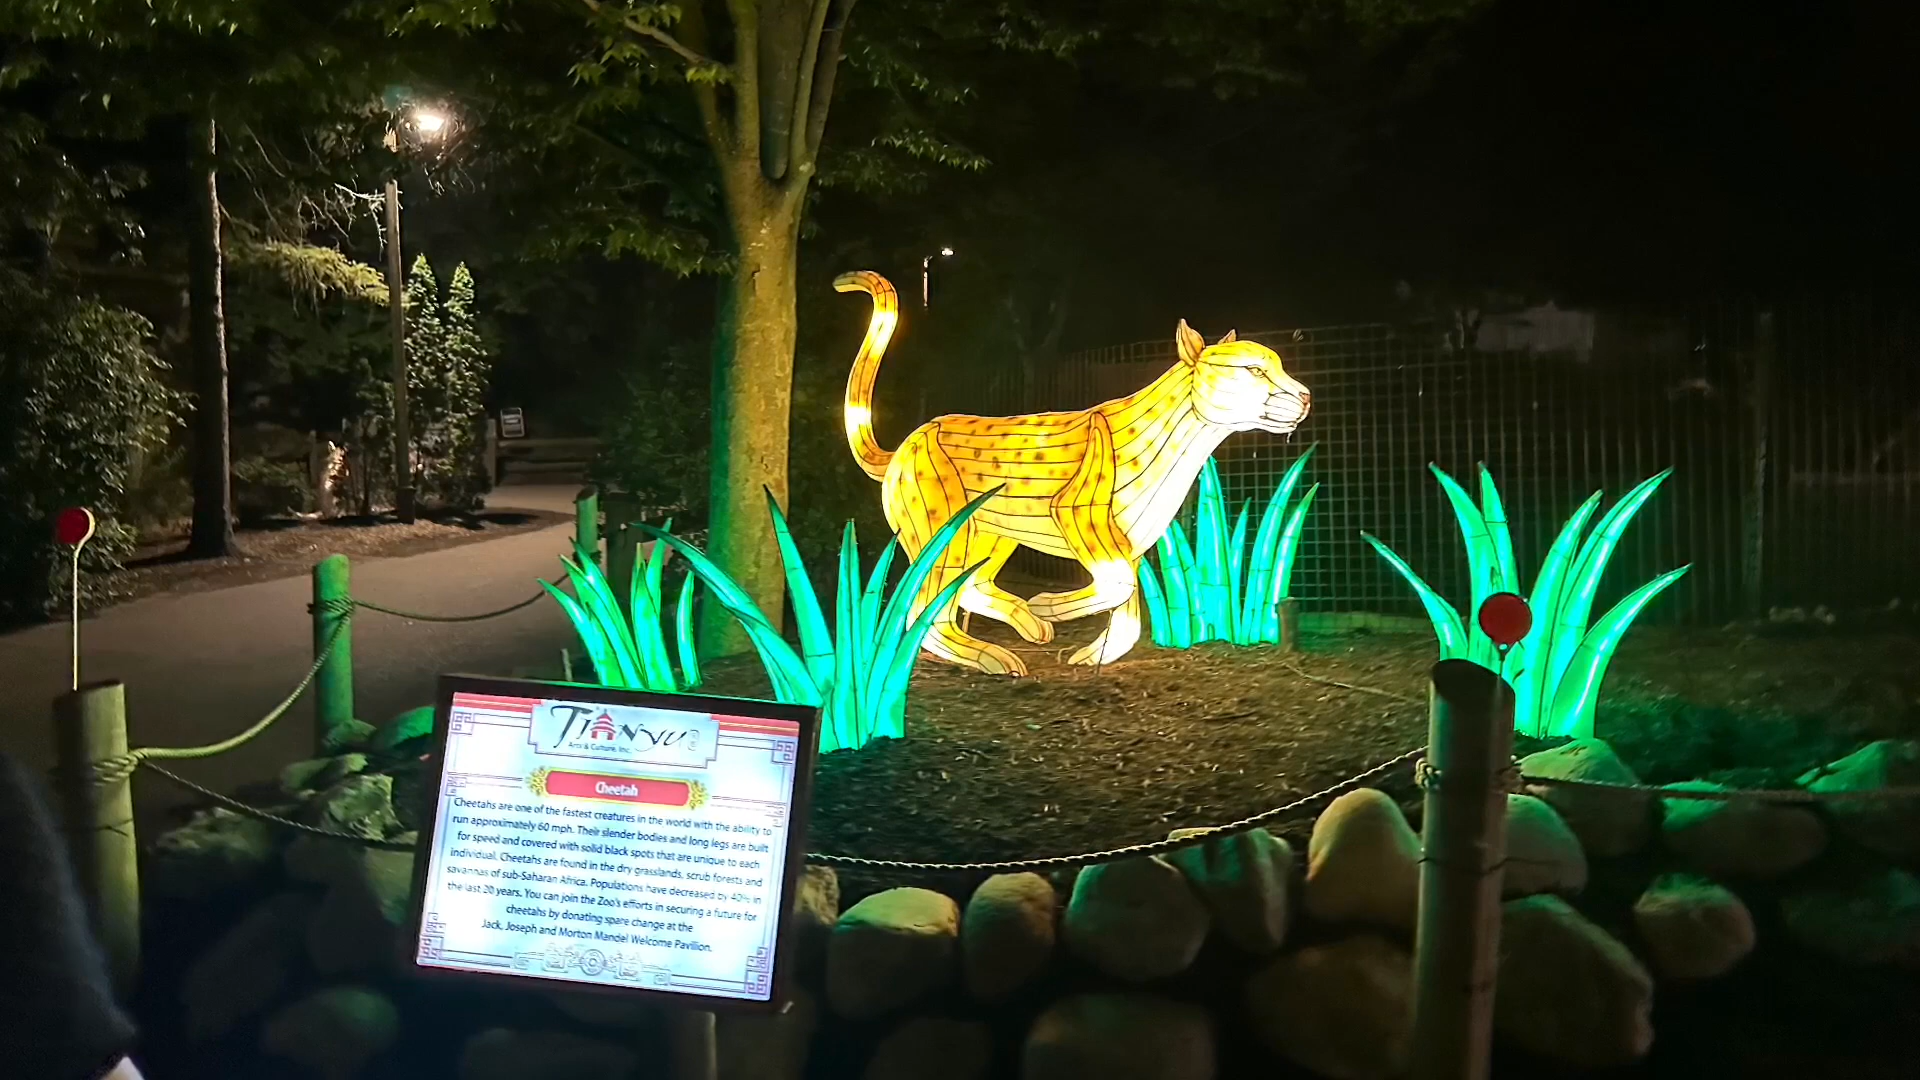 TIANYU
Arts & Culture, Inc.
Cheetah
Cheetahs are one of the fastest creatures in the world with the ability to
run approximately 60 mph. Their slender bodies and long legs are built
for speed and covered with solid black spots that are unique to each
individual. Cheetahs are found in the dry grasslands, scrub forests and
savannas of sub-Saharan Africa. Populations have decreased by 40% in
the last 20 years. You can join the Zoo's efforts in securing a future for
cheetahs by donating spare change at the
Jack, Joseph and Morton Mandel Welcome Pavilion.